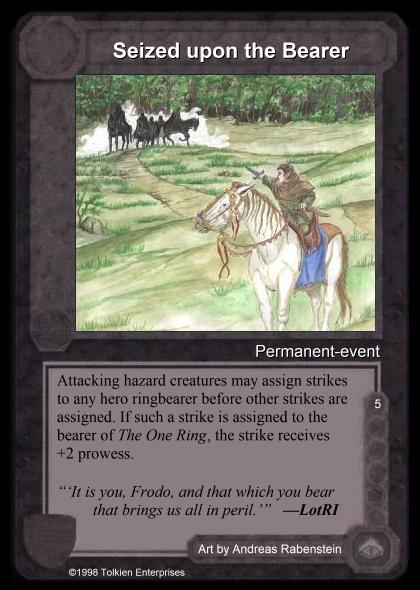 Seized upon the Bearer
Permanent-event
Attacking hazard creatures may assign strikes
to any hero ringbearer before other strikes are
assigned. If such a strike is assigned to the
bearer of The One Ring, the strike receives
+2 prowess.
5
“‘It is you, Frodo, and that which you bear
that brings us all in peril.’” —LotRI
Art by Andreas Rabenstein
©1998 Tolkien Enterprises